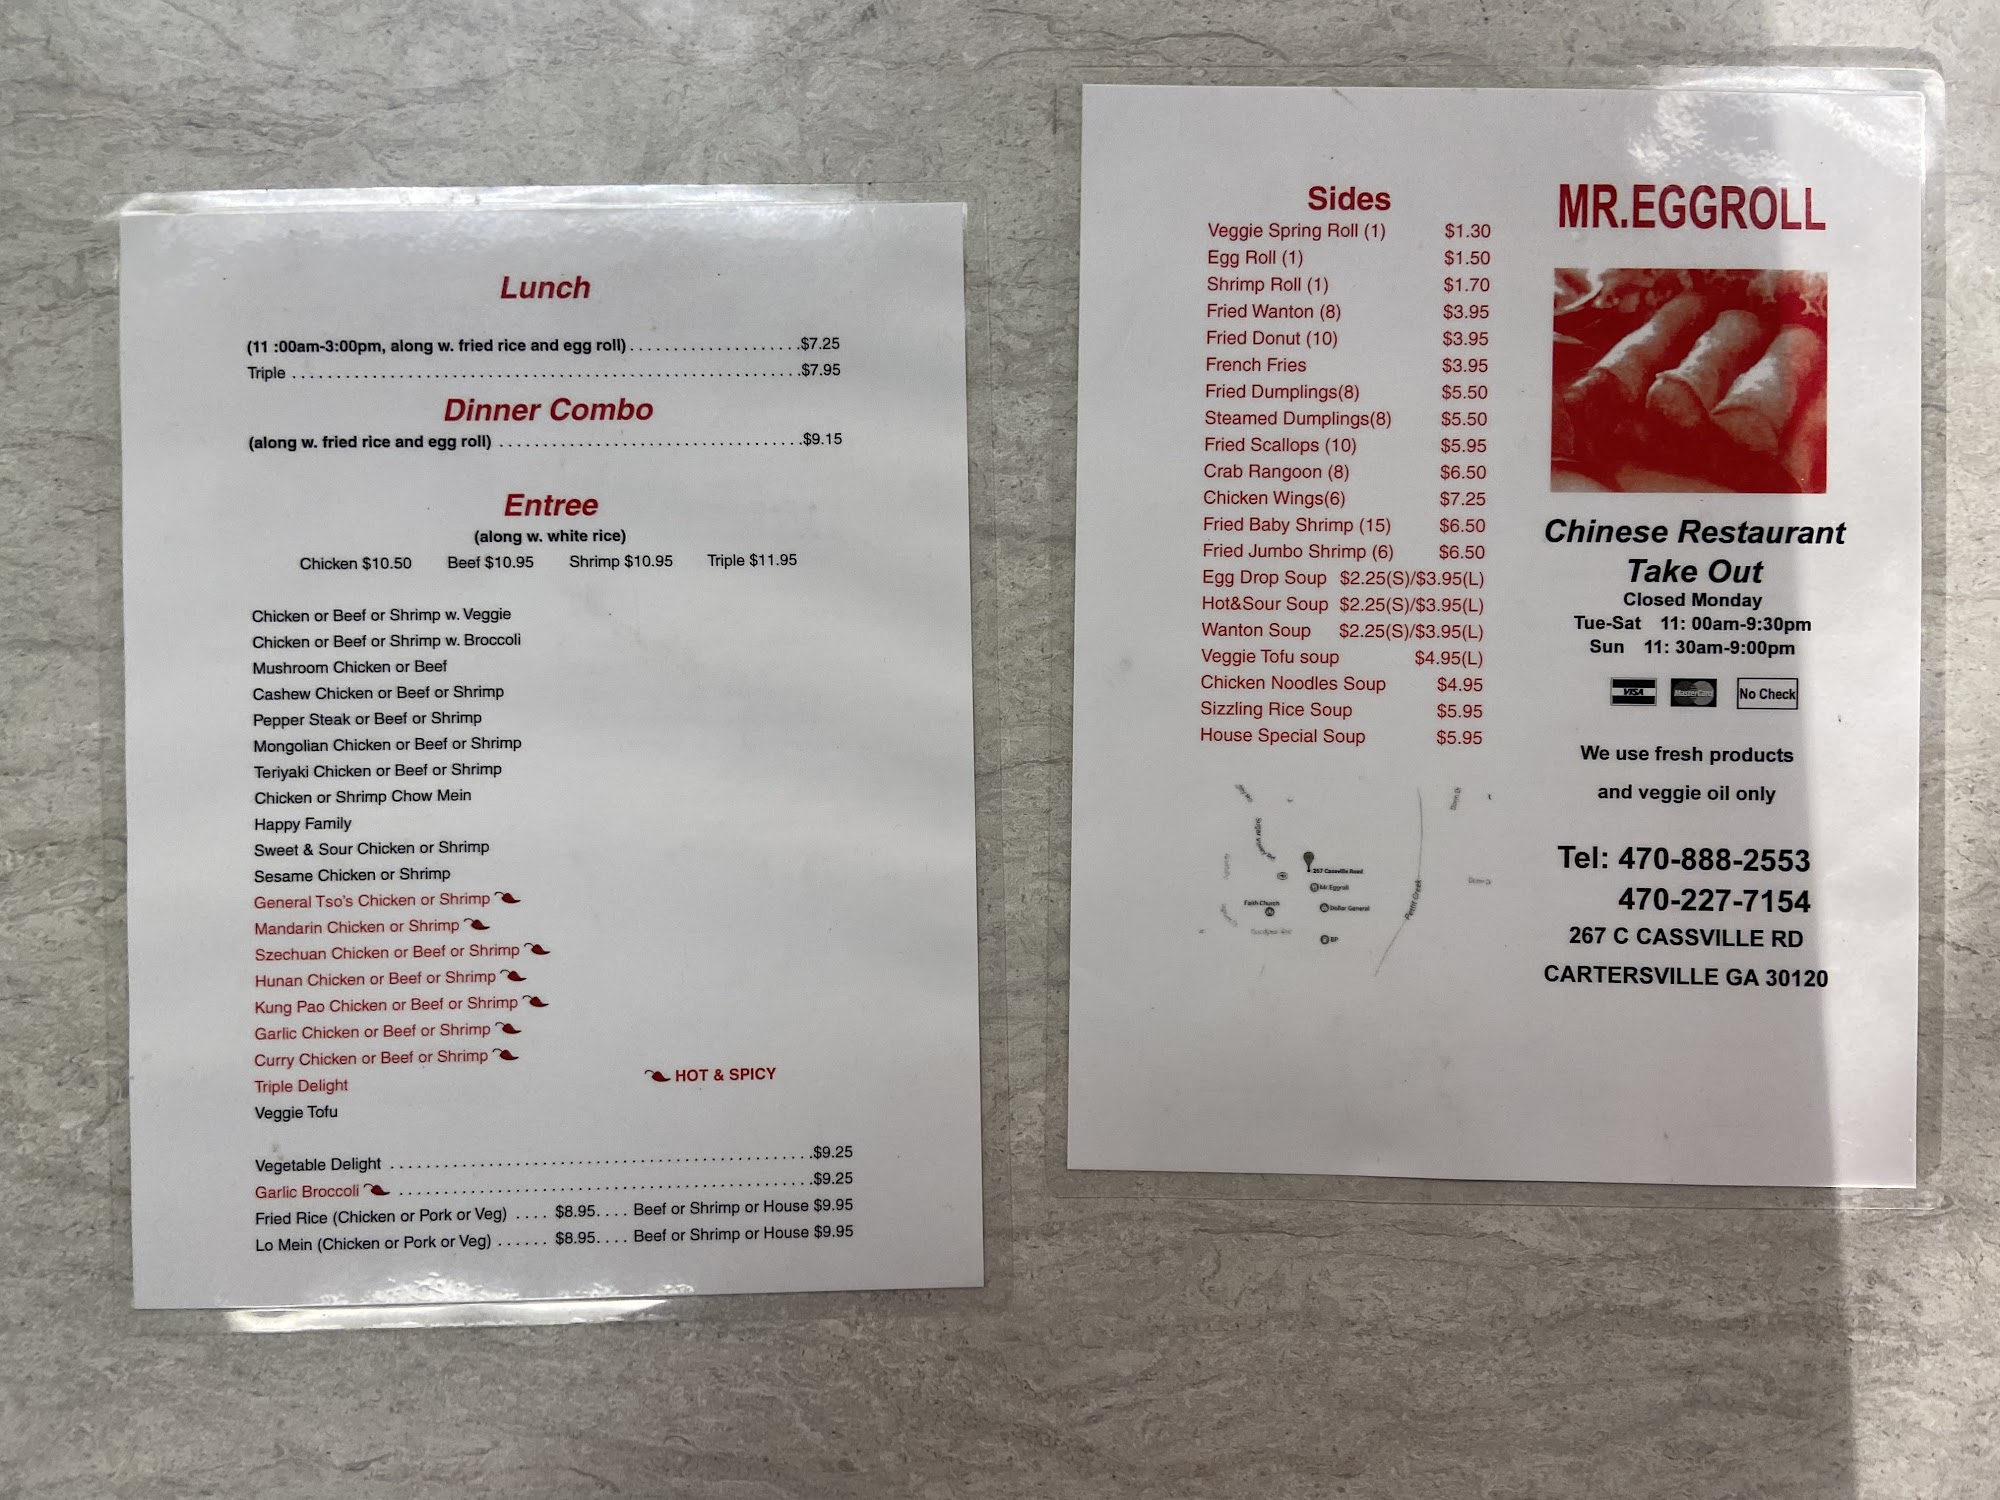 Lunch
(11 :00am-3:00pm, along w. fried rice and egg roll) . . . . . . . . . . . . . . . . . . . .$7.25
Triple . . . . . . . . . . . . . . . . . . . . . . . . . . . . . . . . . . . . . . . . . . . . . . . . . . . . . . . . . .$7.95
Dinner Combo
(along w. fried rice and egg roll) . . . . . . . . . . . . . . . . . . . . . . . . . . . . . . . . . . .$9.15
Entree
(along w. white rice)
Chicken $10.50 Beef $10.95 Shrimp $10.95 Triple $11.95
Chicken or Beef or Shrimp w. Veggie
Chicken or Beef or Shrimp w. Broccoli
Mushroom Chicken or Beef
Cashew Chicken or Beef or Shrimp
Pepper Steak or Beef or Shrimp
Mongolian Chicken or Beef or Shrimp
Teriyaki Chicken or Beef or Shrimp
Chicken or Shrimp Chow Mein
Happy Family
Sweet & Sour Chicken or Shrimp
Sesame Chicken or Shrimp
General Tso's Chicken or Shrimp
Mandarin Chicken or Shrimp
Szechuan Chicken or Beef or Shrimp
Hunan Chicken or Beef or Shrimp
Kung Pao Chicken or Beef or Shrimp
Garlic Chicken or Beef or Shrimp
Curry Chicken or Beef or Shrimp
Triple Delight
HOT & SPICY
Veggie Tofu
Vegetable Delight . . . . . . . . . . . . . . . . . . . . . . . . . . . . . . . . . . . . . . . . . . . . . . . .$9.25
Garlic Broccoli . . . . . . . . . . . . . . . . . . . . . . . . . . . . . . . . . . . . . . . . . . . . . . .$9.25
Fried Rice (Chicken or Pork or Veg) . . . . $8.95. . . . Beef or Shrimp or House $9.95
Lo Mein (Chicken or Pork or Veg) . . . . . . $8.95. . . . Beef or Shrimp or House $9.95
Sides
Veggie Spring Roll (1) $1.30
Egg Roll (1) $1.50
Shrimp Roll (1) $1.70
Fried Wanton (8) $3.95
Fried Donut (10) $3.95
French Fries $3.95
Fried Dumplings(8) $5.50
Steamed Dumplings(8) $5.50
Fried Scallops (10) $5.95
Crab Rangoon (8) $6.50
Chicken Wings(6) $7.25
Fried Baby Shrimp (15) $6.50
Fried Jumbo Shrimp (6) $6.50
Egg Drop Soup $2.25(S)/$3.95(L)
Hot&Sour Soup $2.25(S)/$3.95(L)
Wanton Soup $2.25(S)/$3.95(L)
Veggie Tofu soup $4.95(L)
Chicken Noodles Soup $4.95
Sizzling Rice Soup $5.95
House Special Soup $5.95
267 Cassville Road
Mr Eggroll
Faith Church
Dollar General
BP
Pettit Creek
MR.EGGROLL
Chinese Restaurant
Take Out
Closed Monday
Tue-Sat 11: 00am-9:30pm
Sun 11: 30am-9:00pm
VISA MasterCard No Check
We use fresh products
and veggie oil only
Tel: 470-888-2553
470-227-7154
267 C CASSVILLE RD
CARTERSVILLE GA 30120